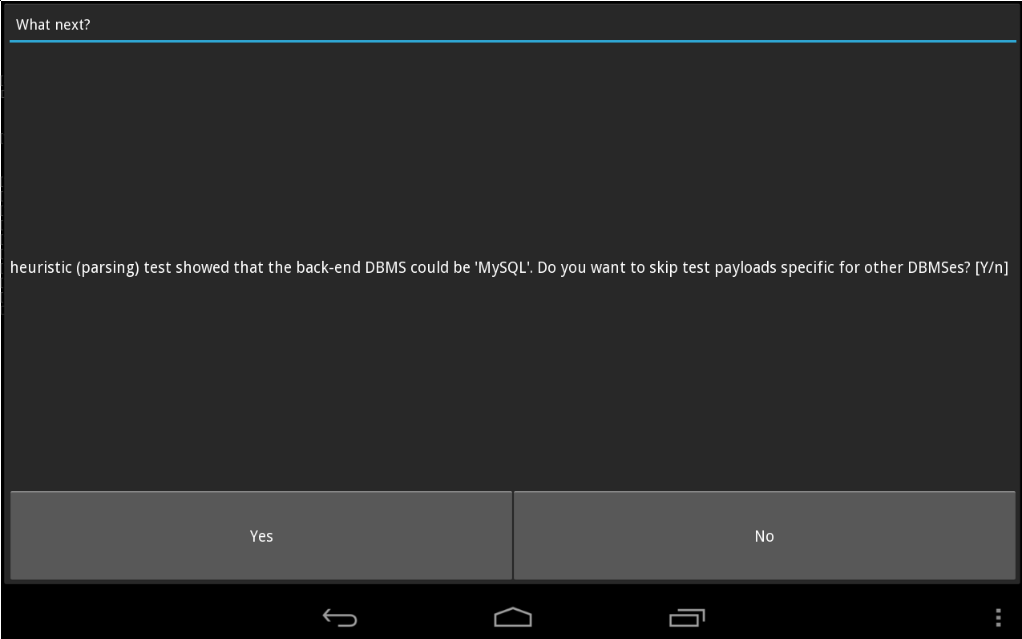 What next?
heuristic (parsing) test showed that the back-end DBMS could be 'MySQL'. Do you want to skip test payloads specific for other DBMSes? [Y/n]
Yes
No